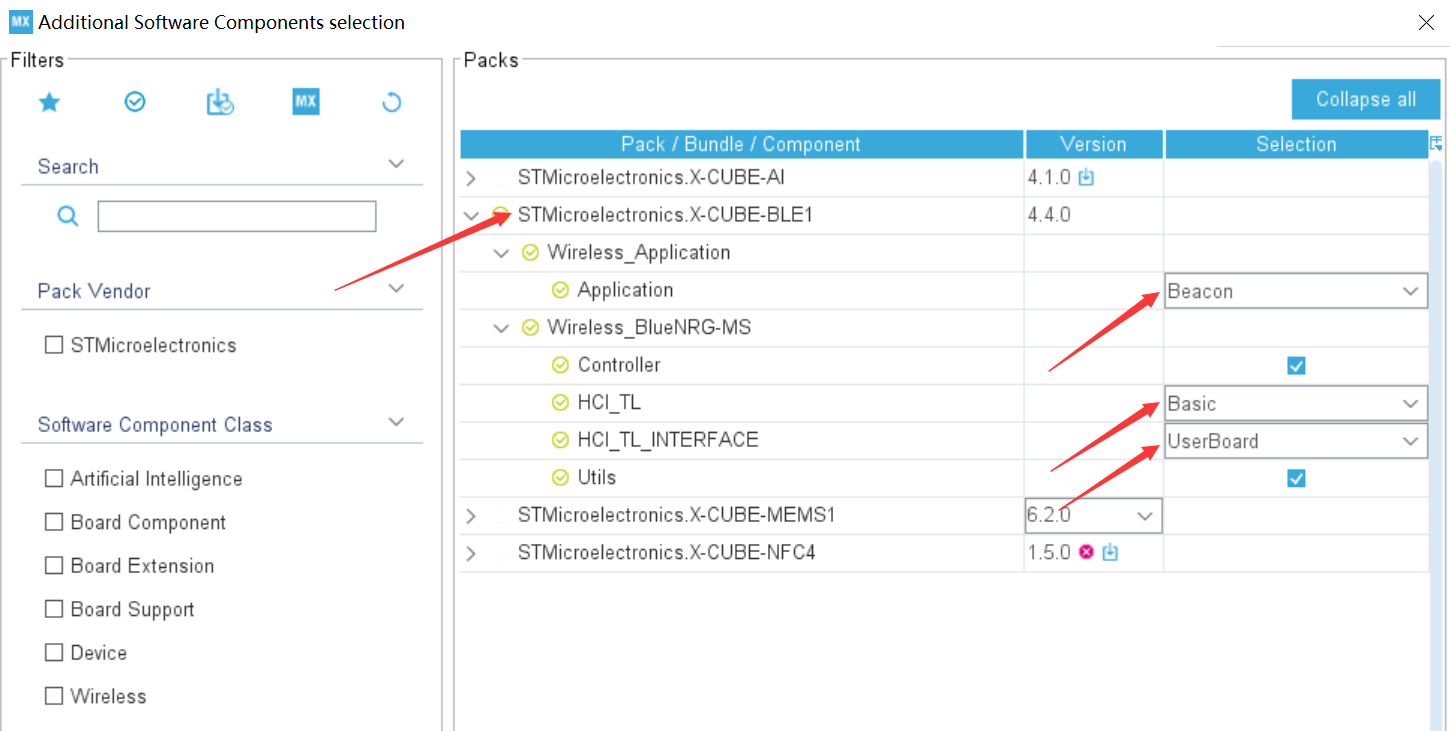 MX Additional Software Components selection
Filters
MX
Search
Pack Vendor
STMicroelectronics
Software Component Class
Artificial Intelligence
Board Component
Board Extension
Board Support
Device
Wireless
Packs
Collapse all
Pack / Bundle / Component Version Selection
STMicroelectronics.X-CUBE-AI 4.1.0
STMicroelectronics.X-CUBE-BLE1 4.4.0
Wireless_Application
Application Beacon
Wireless_BlueNRG-MS
Controller
HCI_TL Basic
HCI_TL_INTERFACE UserBoard
Utils
STMicroelectronics.X-CUBE-MEMS1 6.2.0
STMicroelectronics.X-CUBE-NFC4 1.5.0